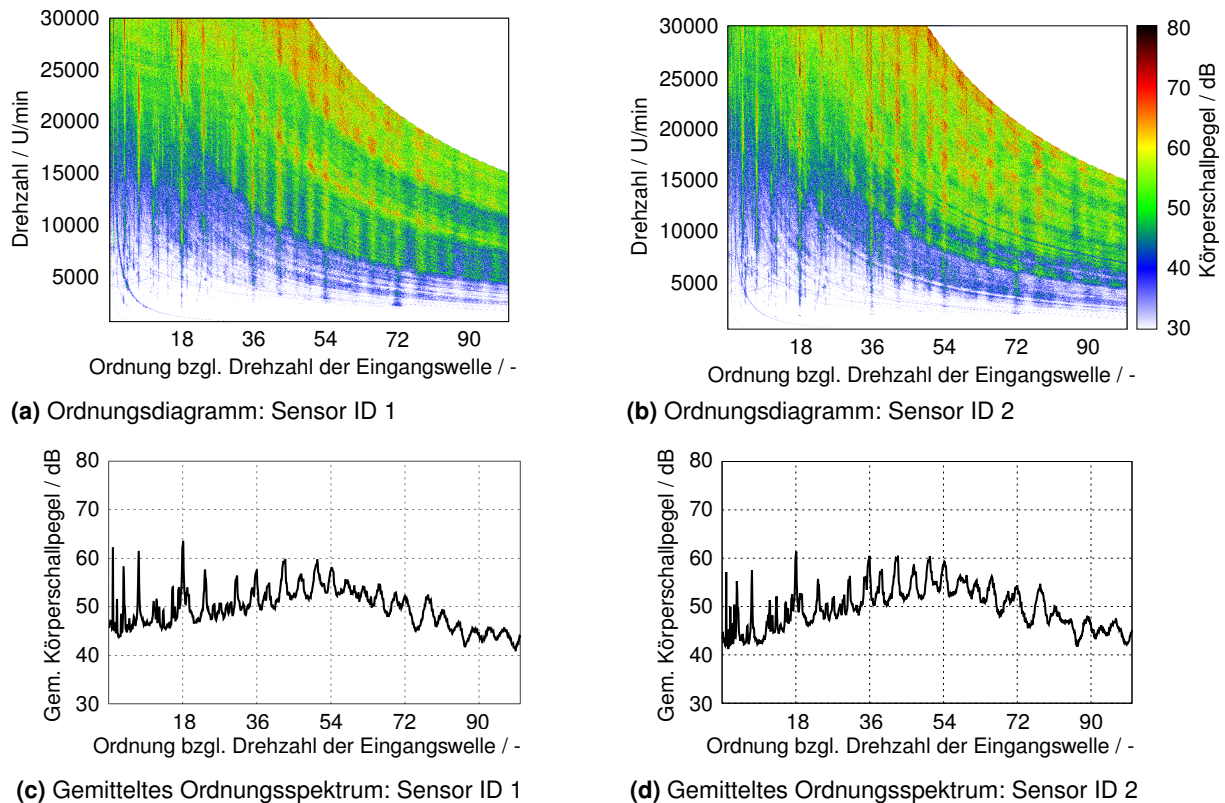 30000
25000
20000
15000
10000
5000
Drehzahl / U/min
18 36 54 72 90
Ordnung bzgl. Drehzahl der Eingangswelle / -
(a) Ordnungsdiagramm: Sensor ID 1
30000
25000
20000
15000
10000
5000
Drehzahl / U/min
18 36 54 72 90
Ordnung bzgl. Drehzahl der Eingangswelle / -
80
70
60
50
40
30
Körperschallpegel / dB
(b) Ordnungsdiagramm: Sensor ID 2
80
70
60
50
40
30
Gem. Körperschallpegel / dB
18 36 54 72 90
Ordnung bzgl. Drehzahl der Eingangswelle / -
(c) Gemitteltes Ordnungsspektrum: Sensor ID 1
80
70
60
50
40
30
Gem. Körperschallpegel / dB
18 36 54 72 90
Ordnung bzgl. Drehzahl der Eingangswelle / -
(d) Gemitteltes Ordnungsspektrum: Sensor ID 2